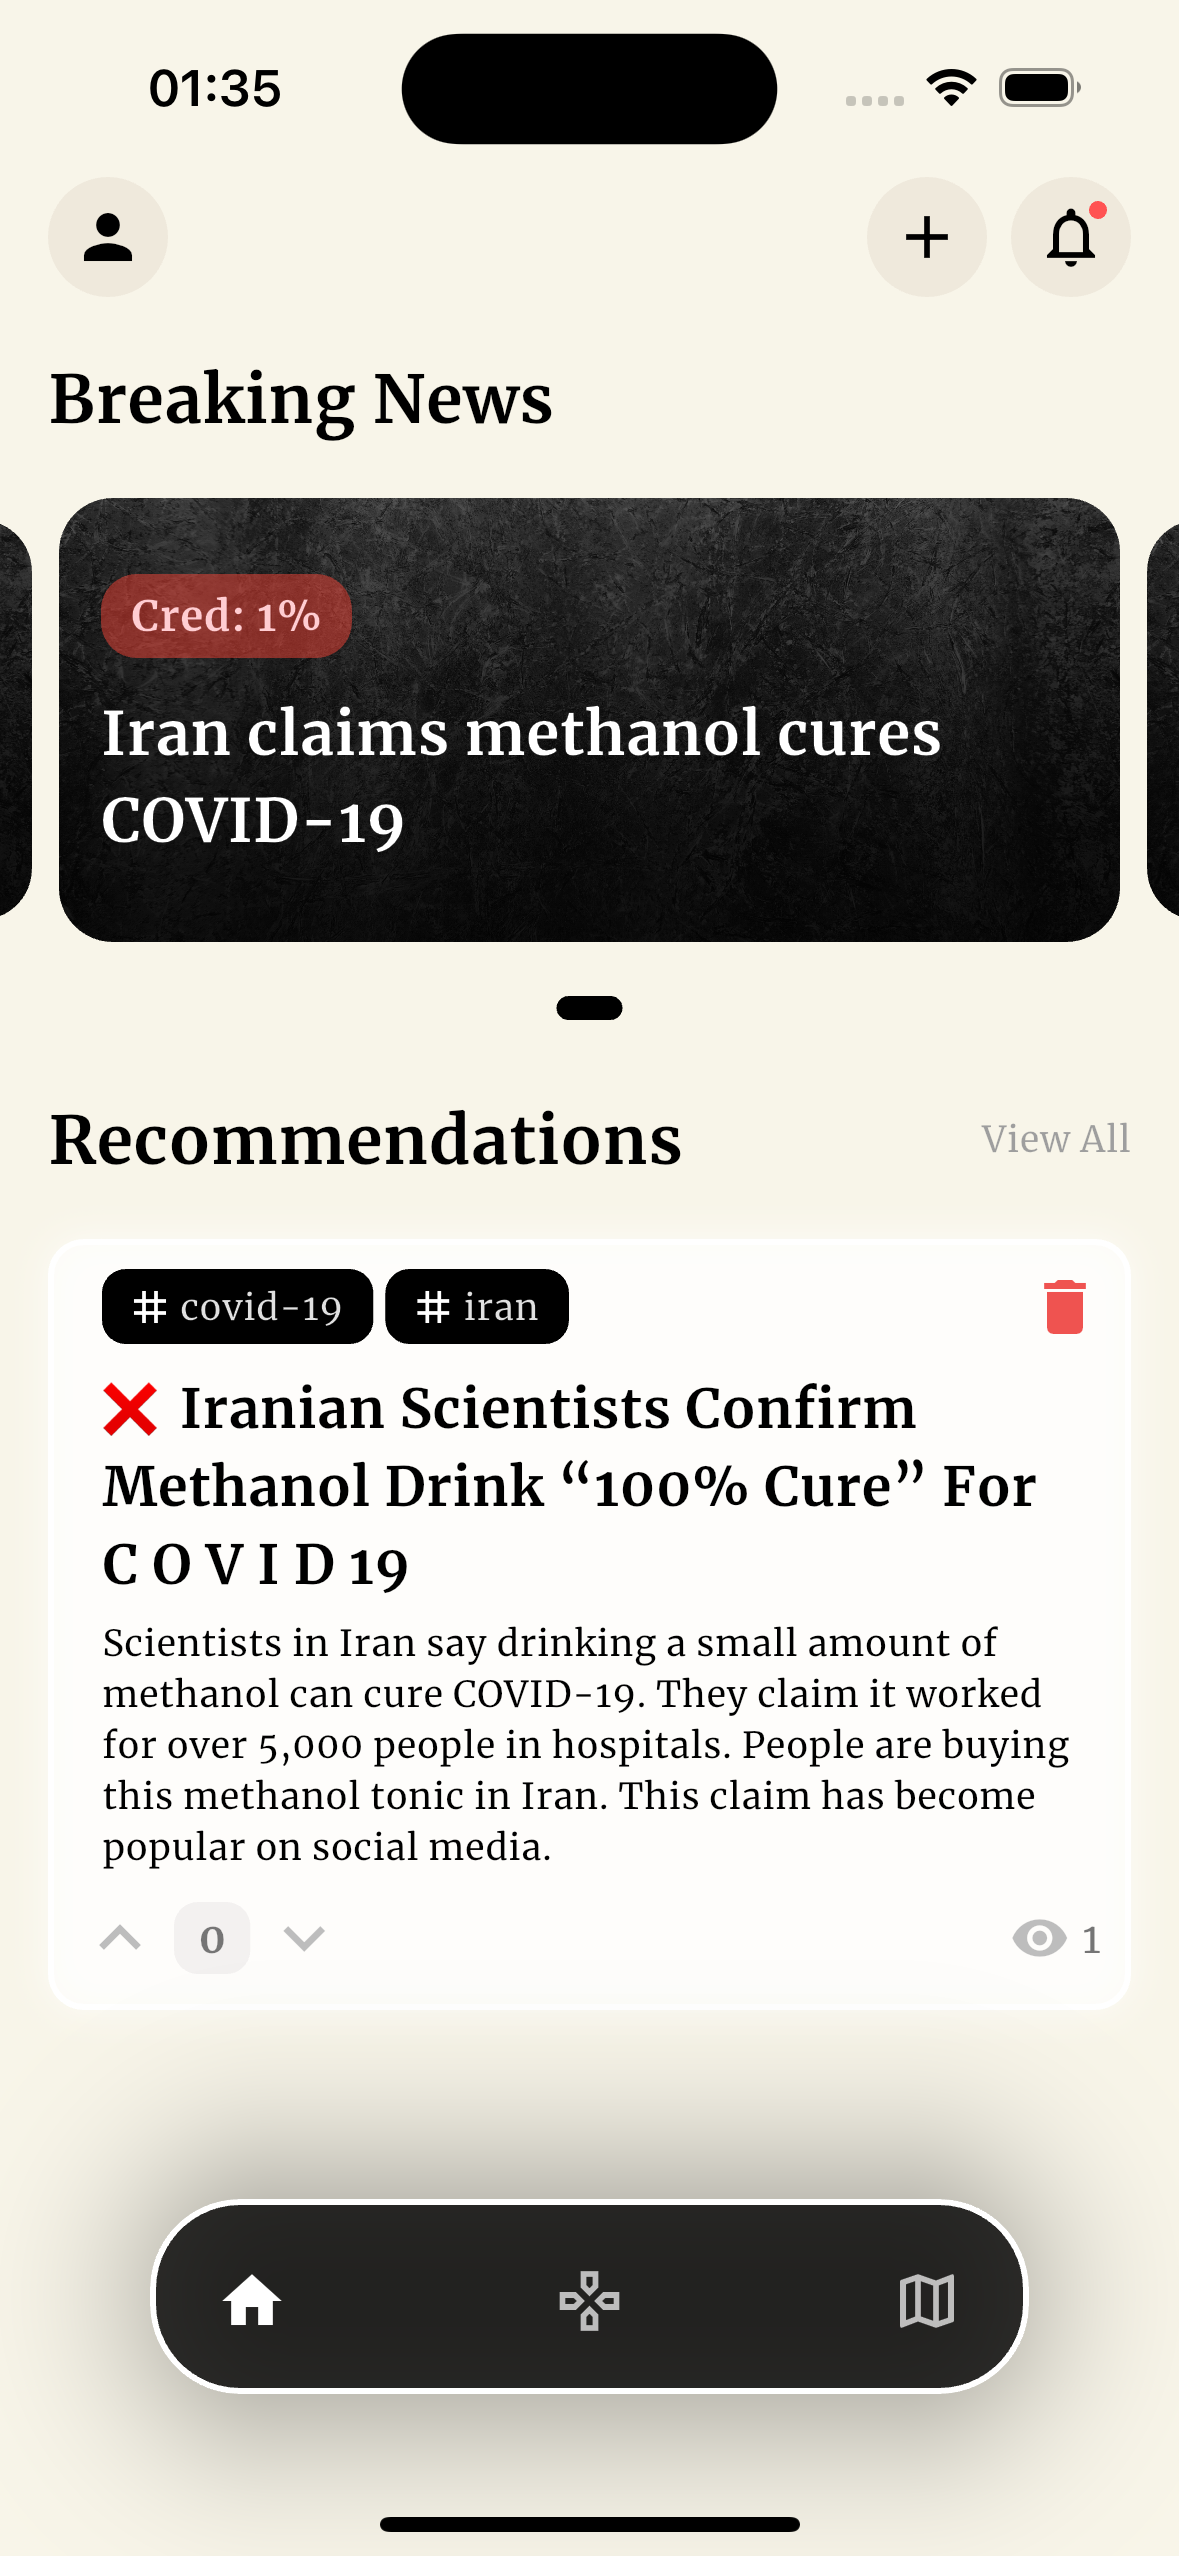 01:35
Breaking News
Cred: 1%
Iran claims methanol cures
COVID-19
Recommendations
View All
# covid-19
# iran
❌ Iranian Scientists Confirm
Methanol Drink “100% Cure” For
C O V I D 19
Scientists in Iran say drinking a small amount of
methanol can cure COVID-19. They claim it worked
for over 5,000 people in hospitals. People are buying
this methanol tonic in Iran. This claim has become
popular on social media.
0
1